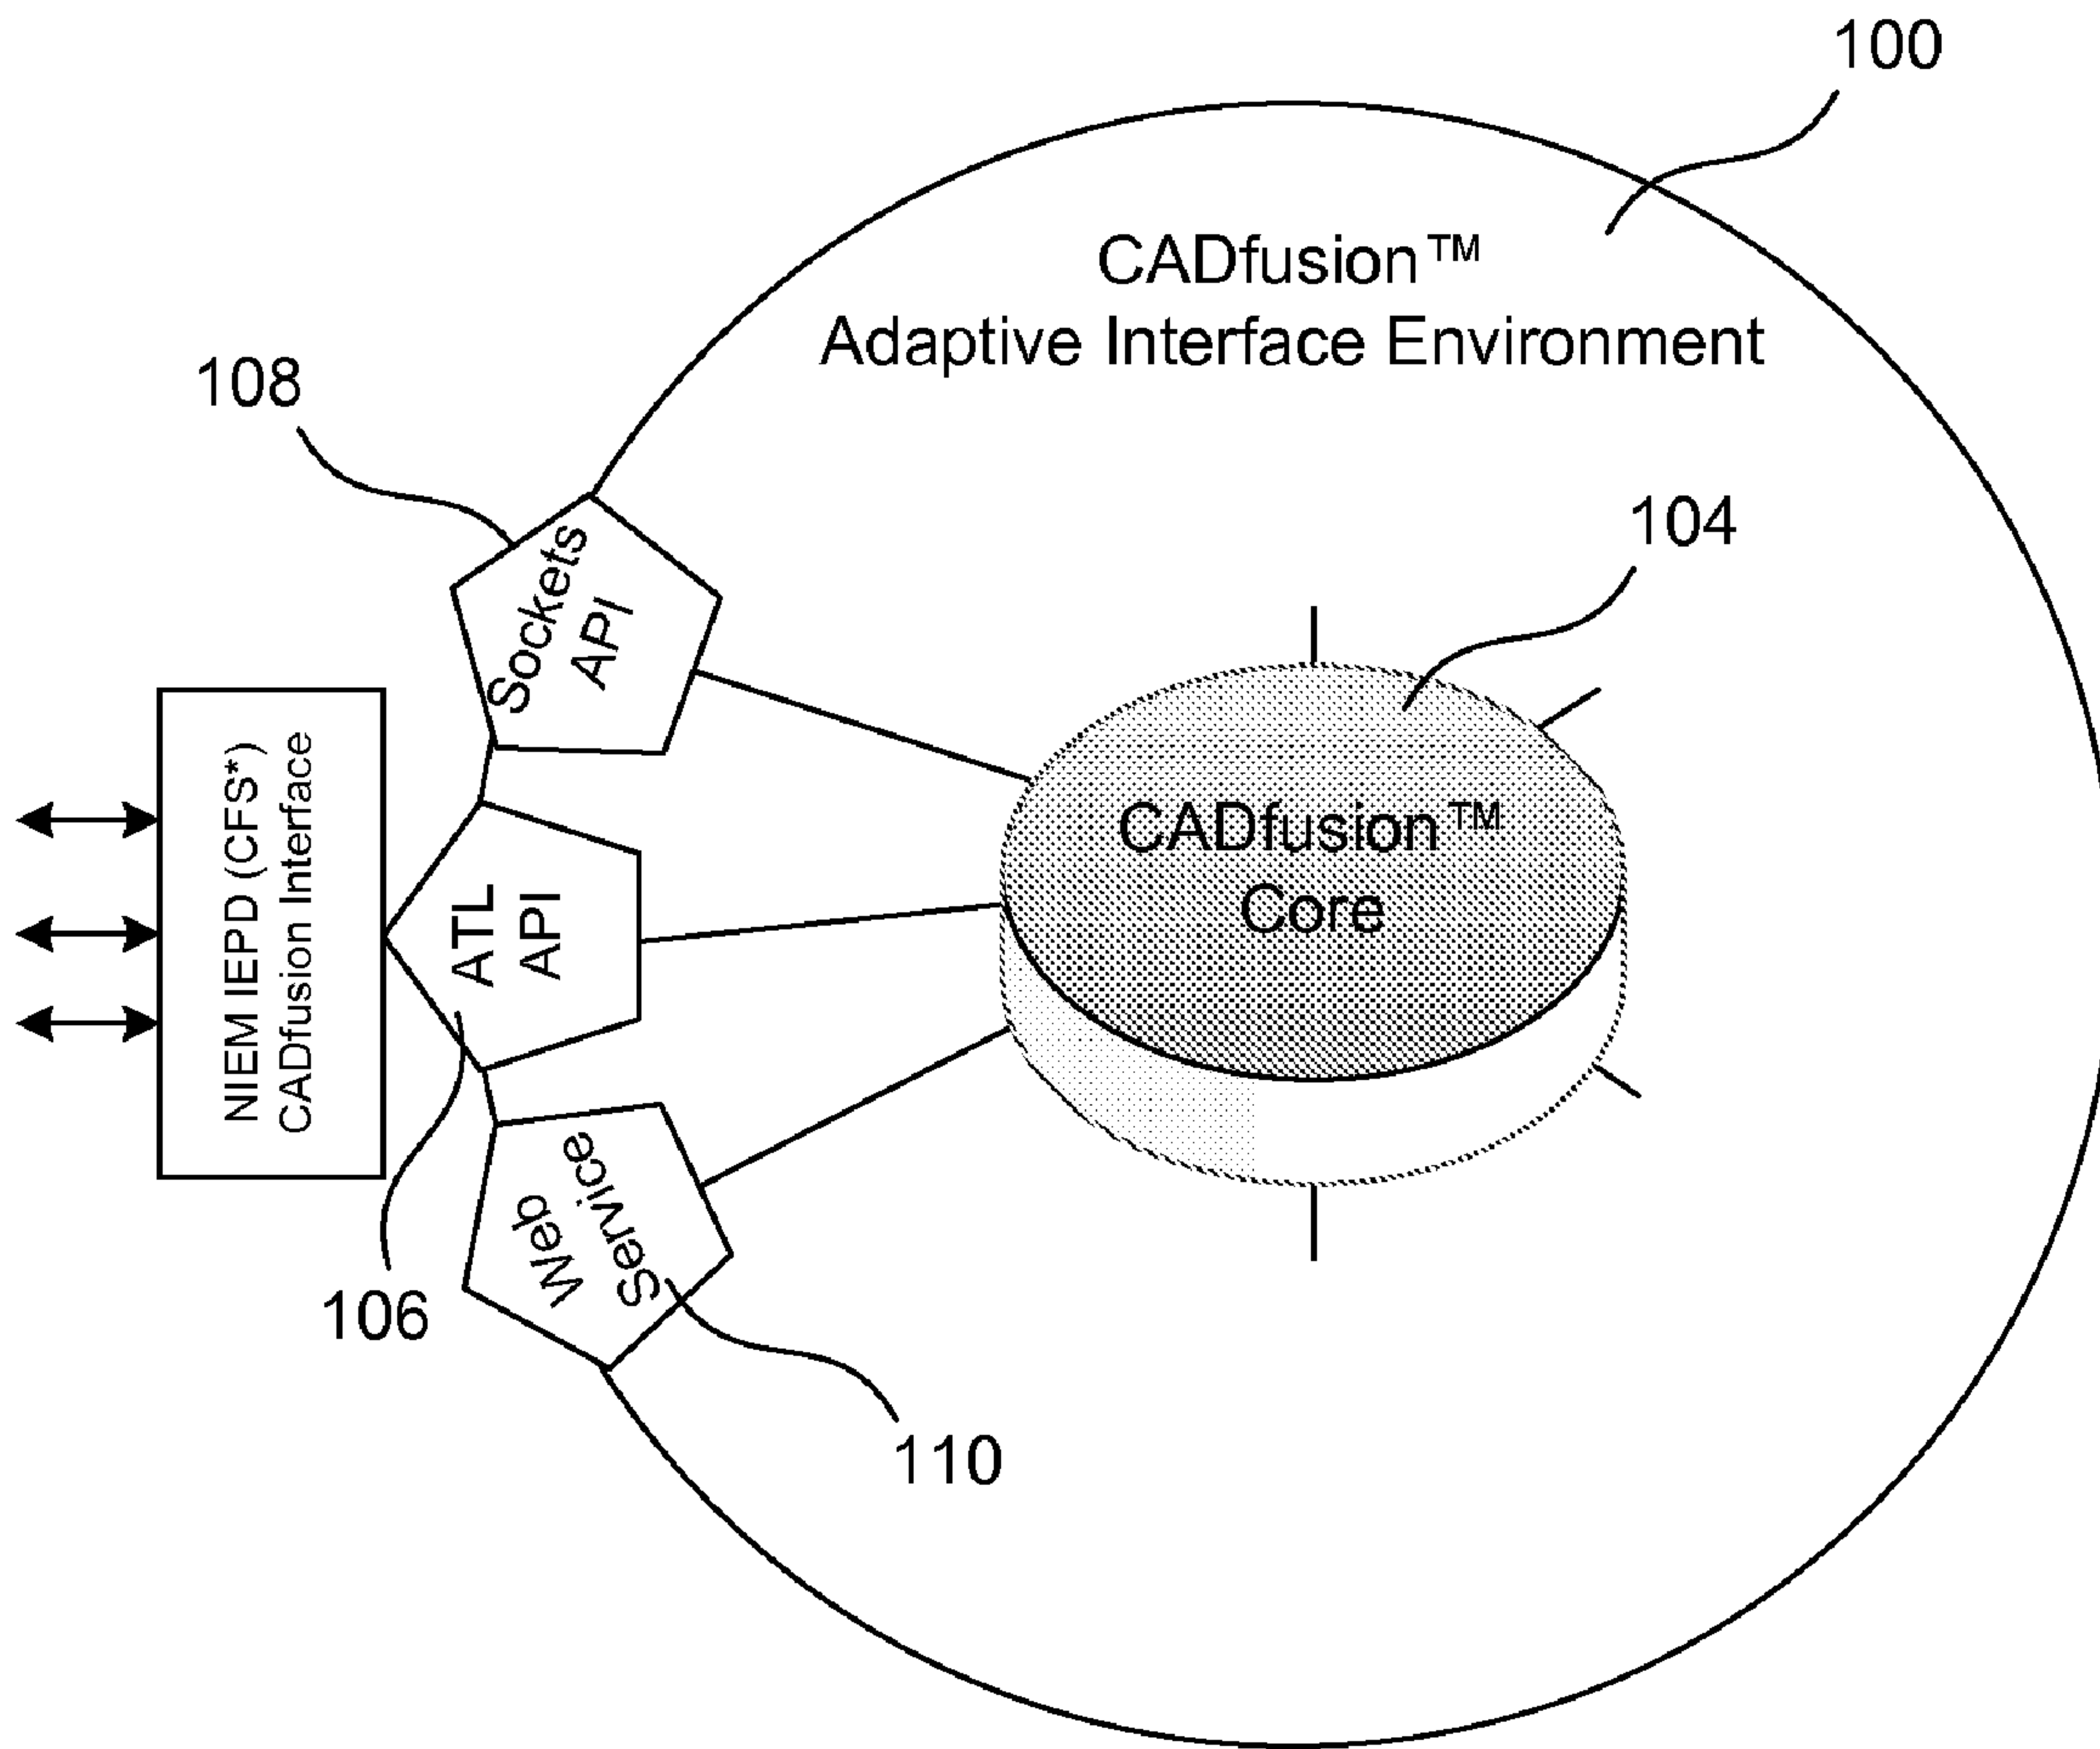 100
CADfusion™
Adaptive Interface Environment
108
104
Sockets
API
NIEM IEPD (CFS*)
CADfusion Interface
ATL
API
CADfusion™
Core
Web
Service
106
110